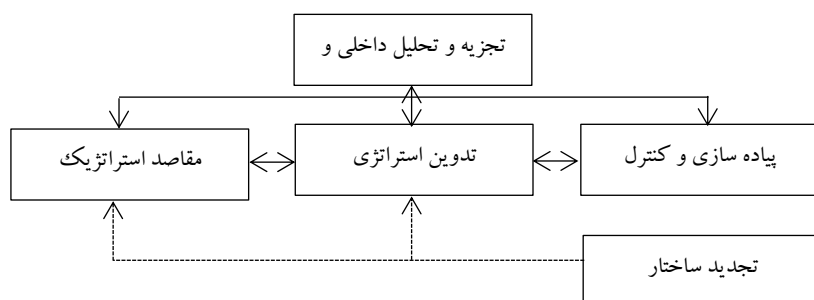 تجزیه و تحلیل داخلی و
پیاده سازی و کنترل
تدوین استراتژی
مقاصد استراتژیک
تجدید ساختار